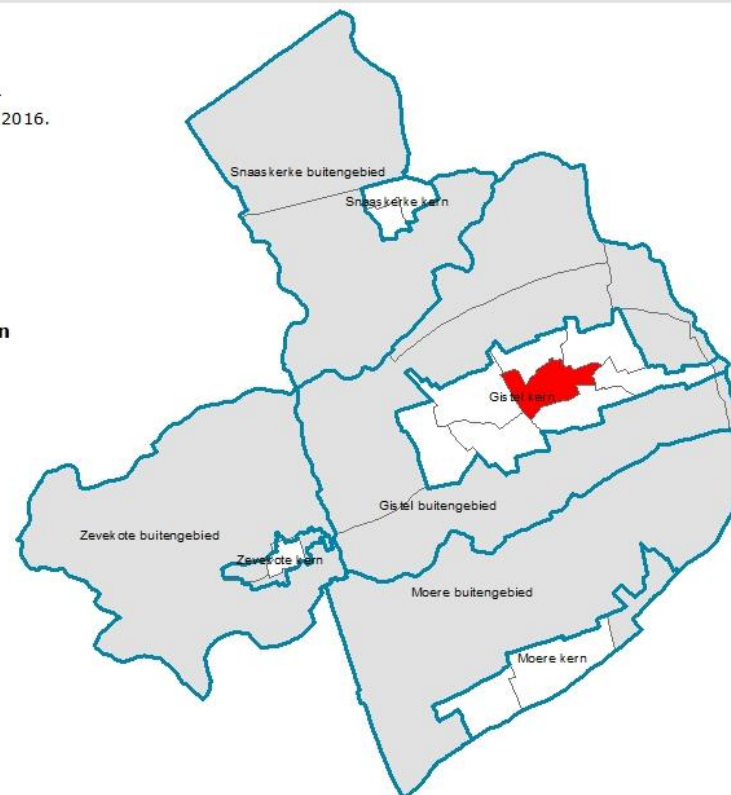 2016.
n
Snaaskerke buitengebied
Snaaskerke kern
Gistel kern
Gistel buitengebied
Zevekote buitengebied
Zevekote kern
Moere buitengebied
Moere kern